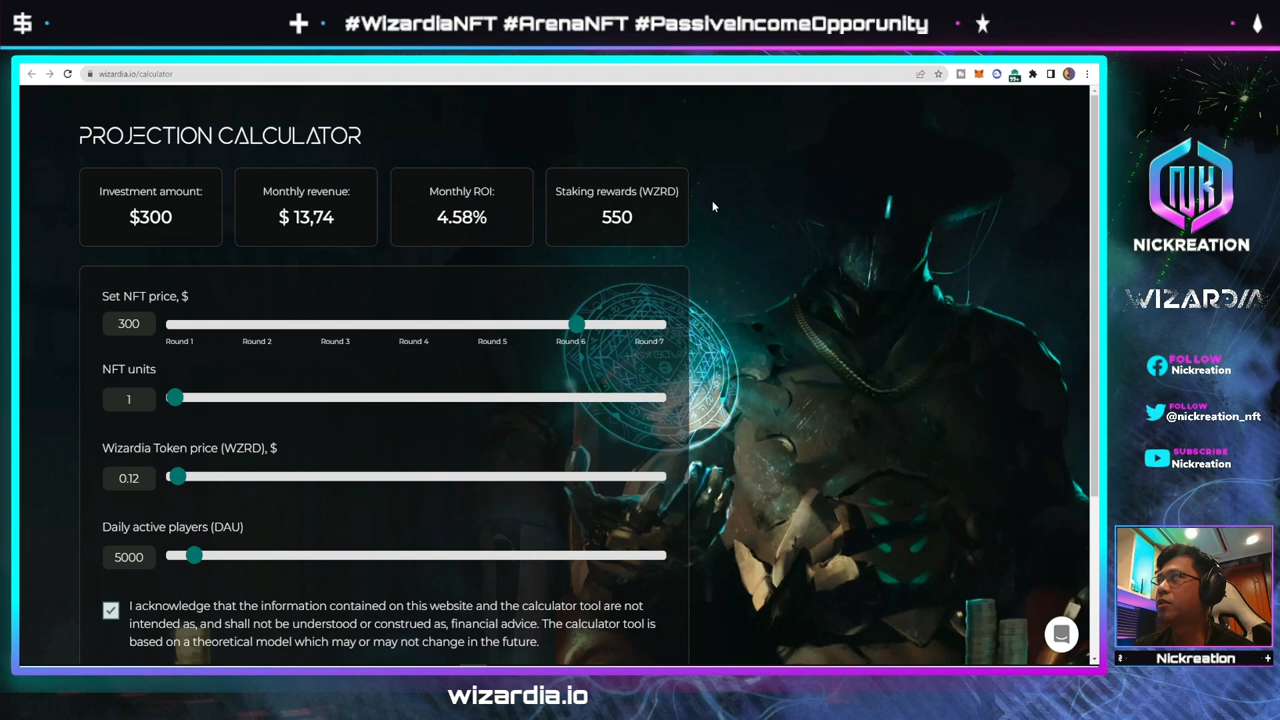 #WizardiaNFT #ArenaNFT #PassiveIncomeOpporunity
wizardia.io/calculator
99+
PROJECTION CALCULATOR
Investment amount:
$300
Monthly revenue:
$ 13,74
Monthly ROI:
4.58%
Staking rewards (WZRD)
550
Set NFT price, $
300
Round 1 Round 2 Round 3 Round 4 Round 5 Round 6 Round 7
NFT units
1
Wizardia Token price (WZRD), $
0.12
Daily active players (DAU)
5000
I acknowledge that the information contained on this website and the calculator tool are not
intended as, and shall not be understood or construed as, financial advice. The calculator tool is
based on a theoretical model which may or may not change in the future.
NK
NICKREATION
WIZARDIA
FOLLOW
Nickreation
FOLLOW
@nickreation_nft
SUBSCRIBE
Nickreation
Nickreation
wizardia.io